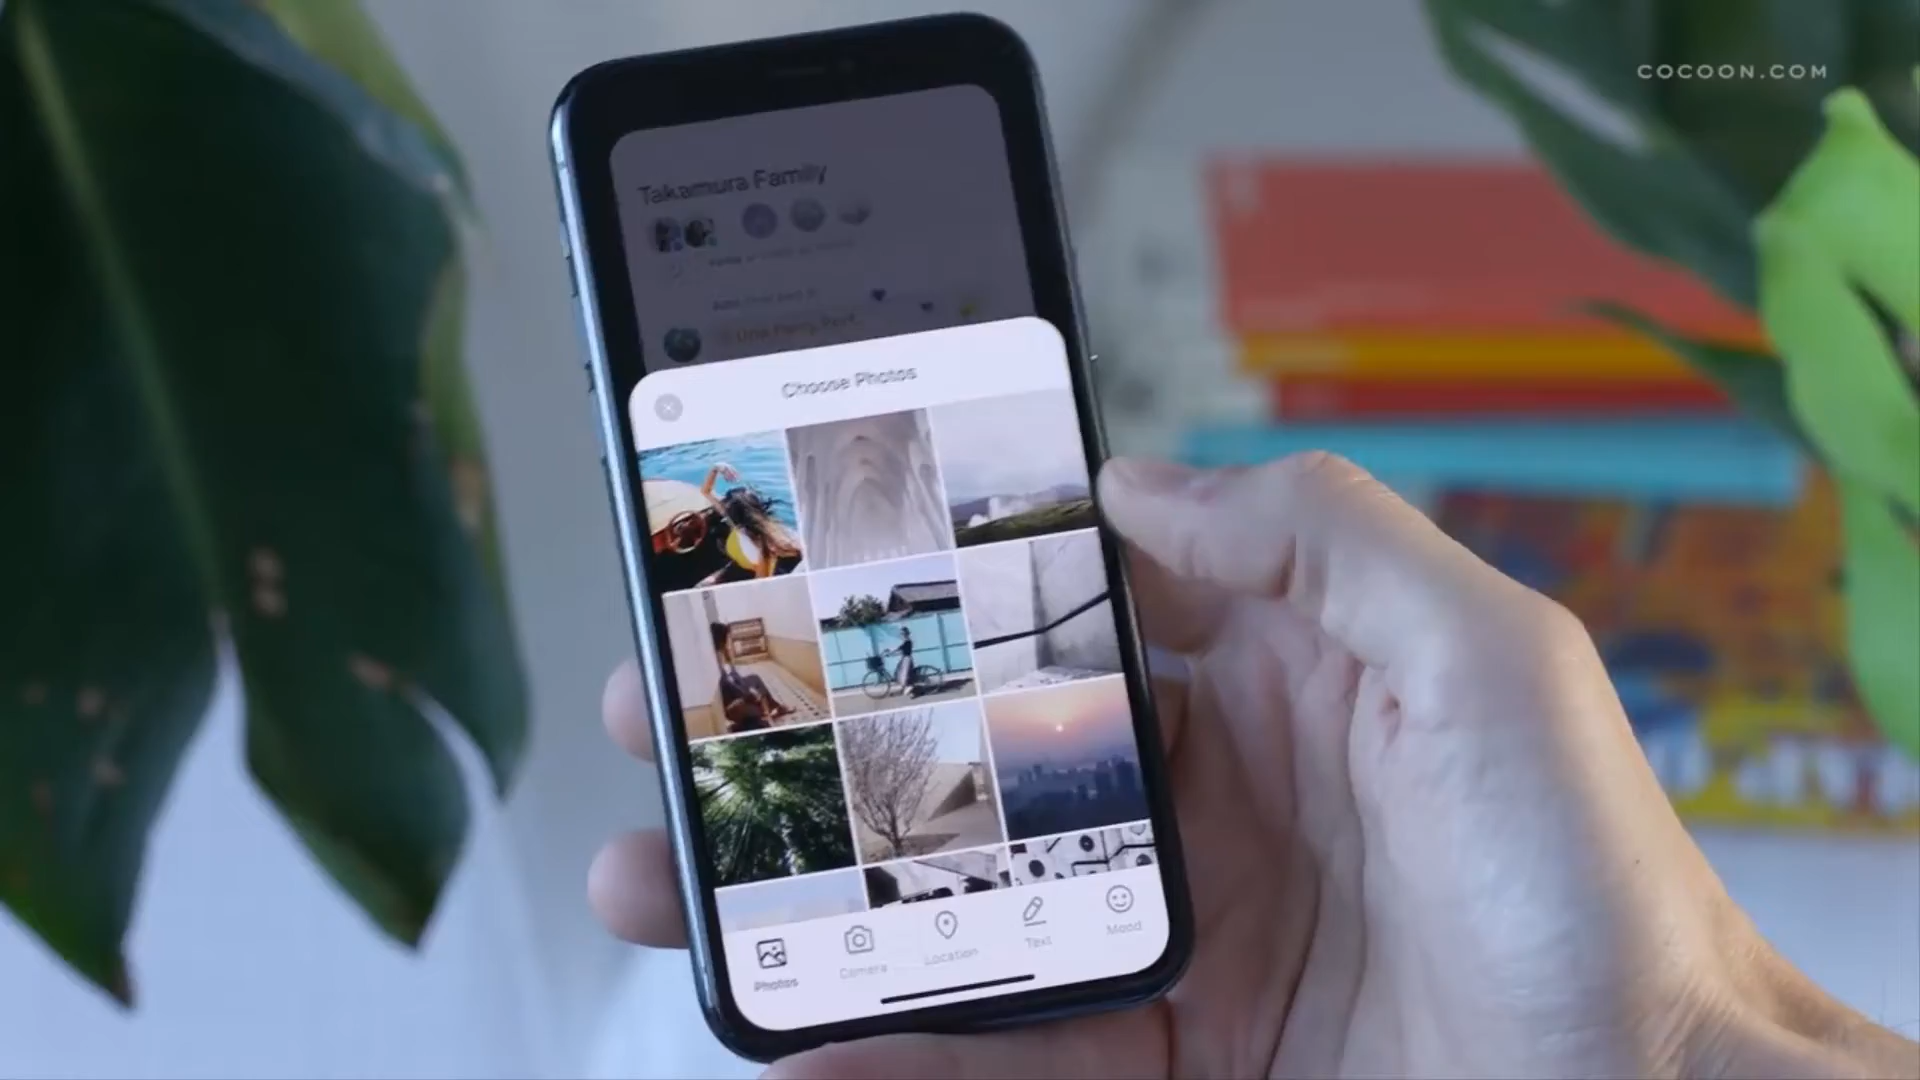 COCOON.COM
Takamura Family
Choose Photos
Photos
Camera
Location
Text
Mood